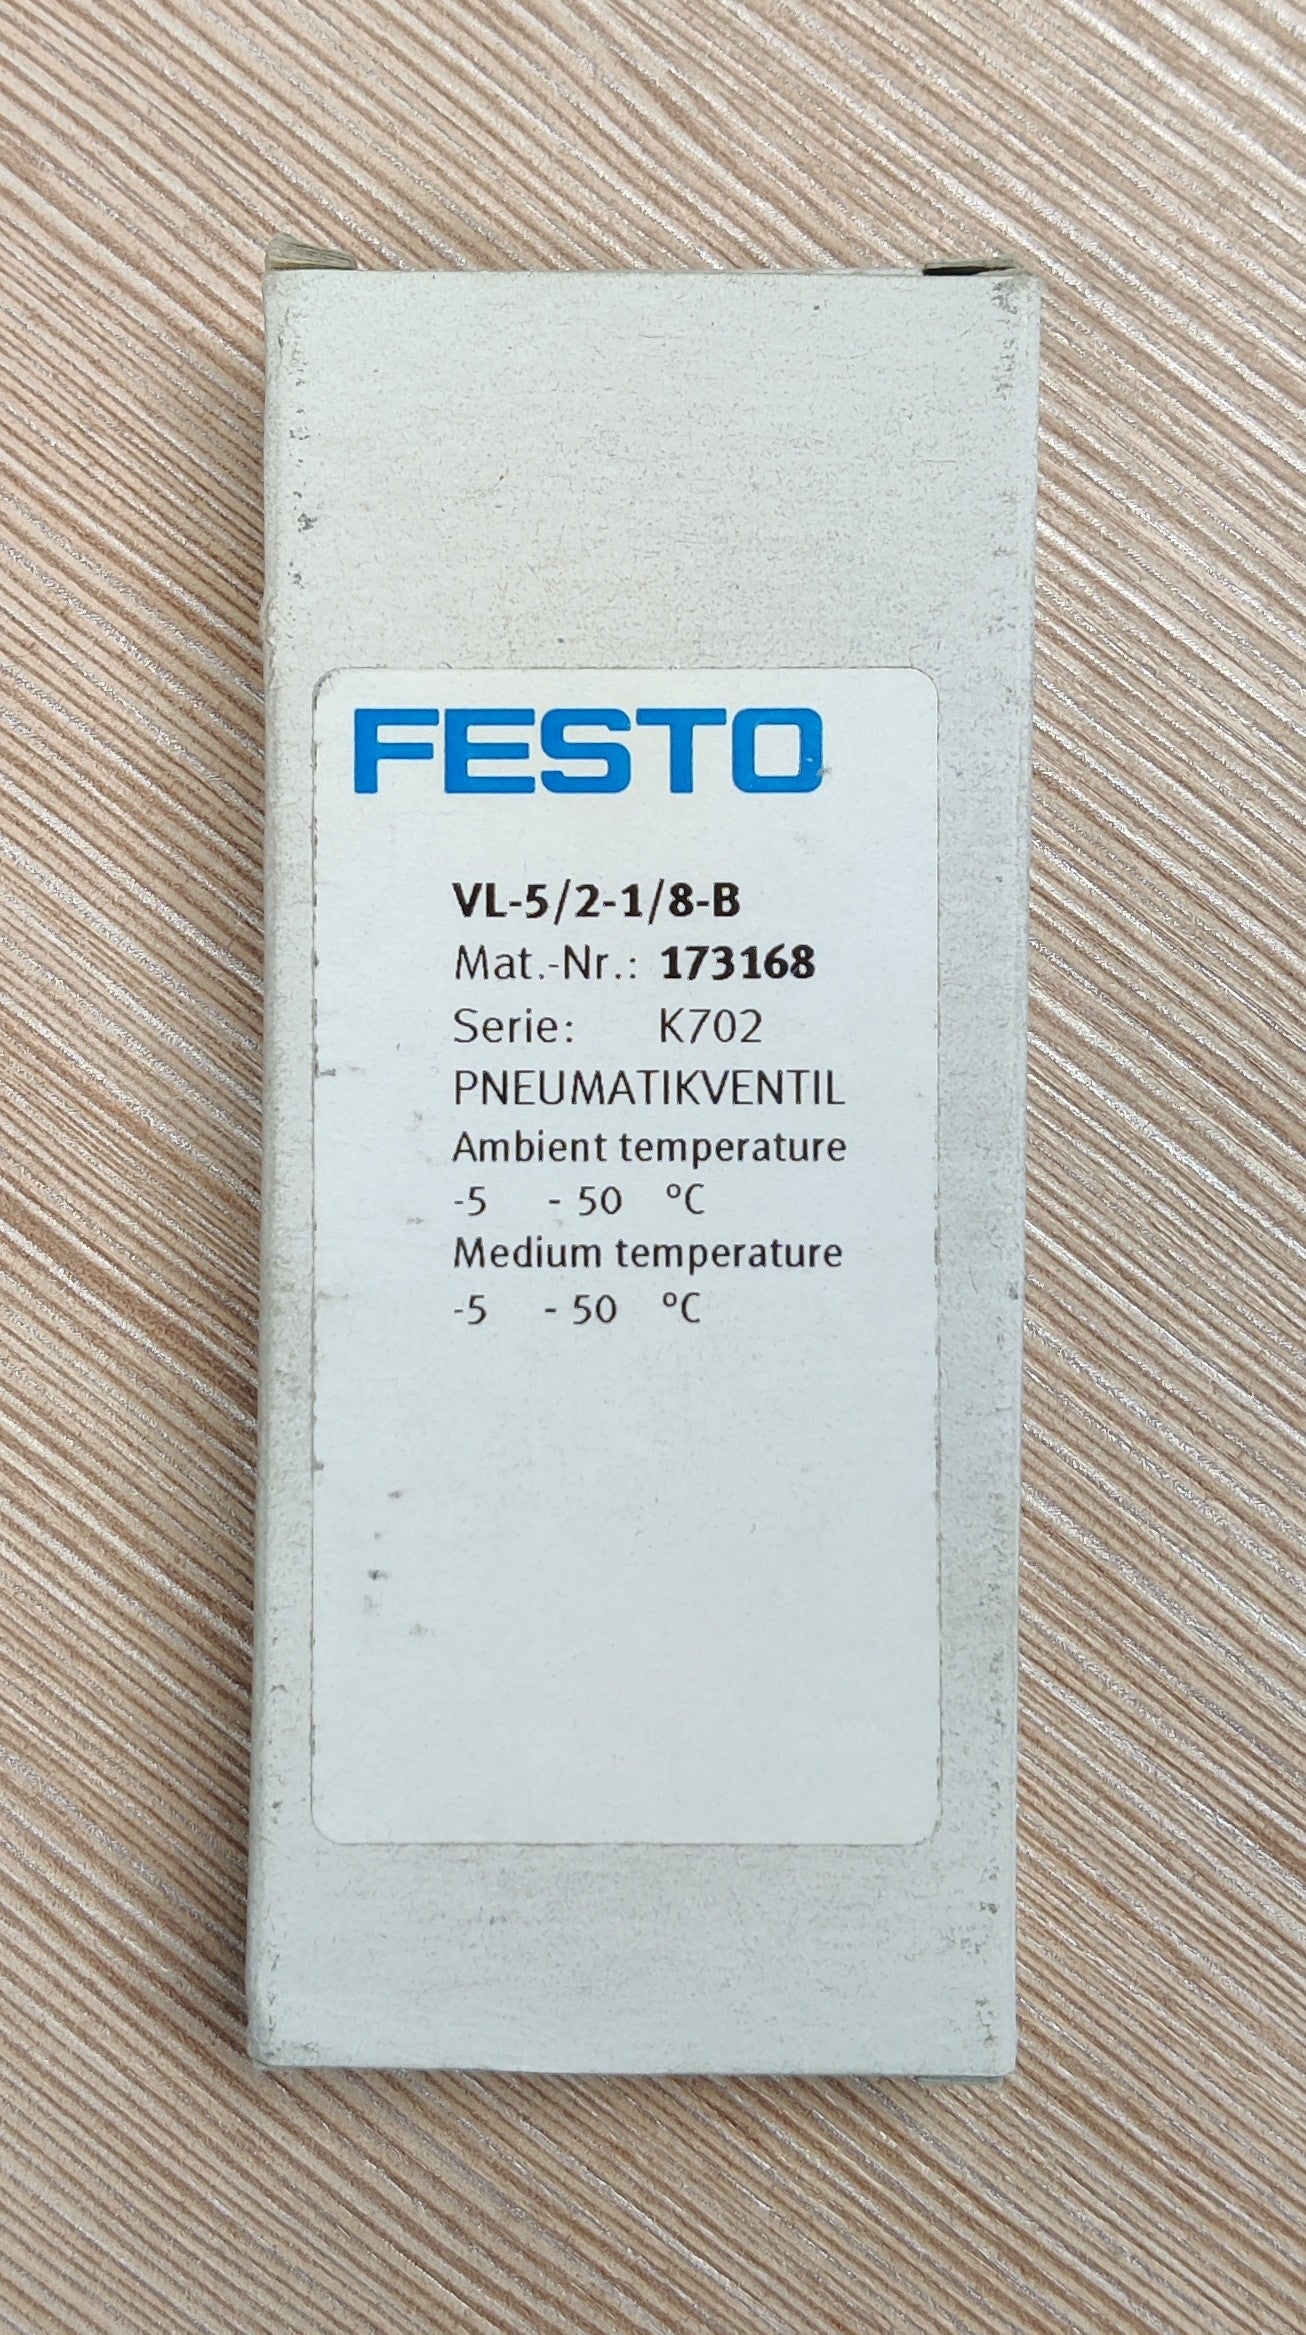 FESTO
VL-5/2-1/8-B
Mat.-Nr.: 173168
Serie: K702
PNEUMATIKVENTIL
Ambient temperature
-5 - 50 °C
Medium temperature
-5 - 50 °C